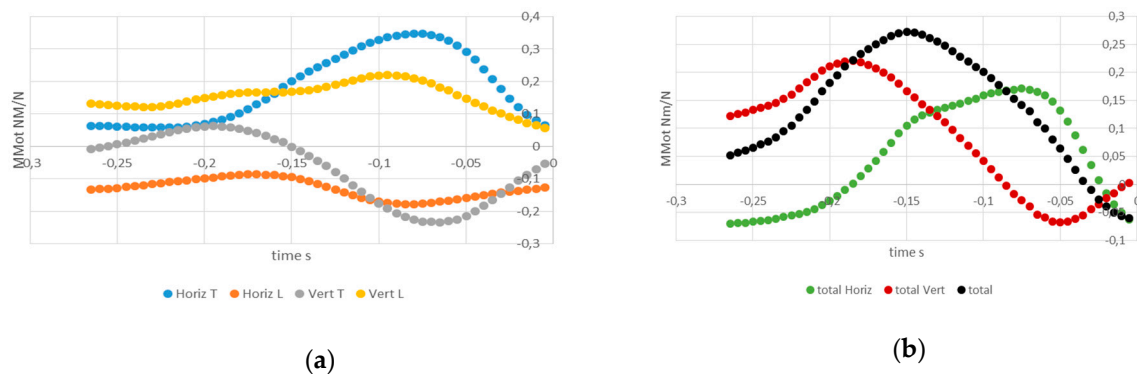 0,4
0,3
0,2
0,1
0
-0,1
-0,2
-0,3
-0,3
-0,25
-0,2
-0,15
-0,1
-0,05
0
MMot NM/N
time s
Horiz T
Horiz L
Vert T
Vert L
(a)
0,3
0,25
0,2
0,15
0,1
0,05
0
-0,05
-0,1
-0,3
-0,25
-0,2
-0,15
-0,1
-0,05
0
MMot Nm/N
time s
total Horiz
total Vert
total
(b)